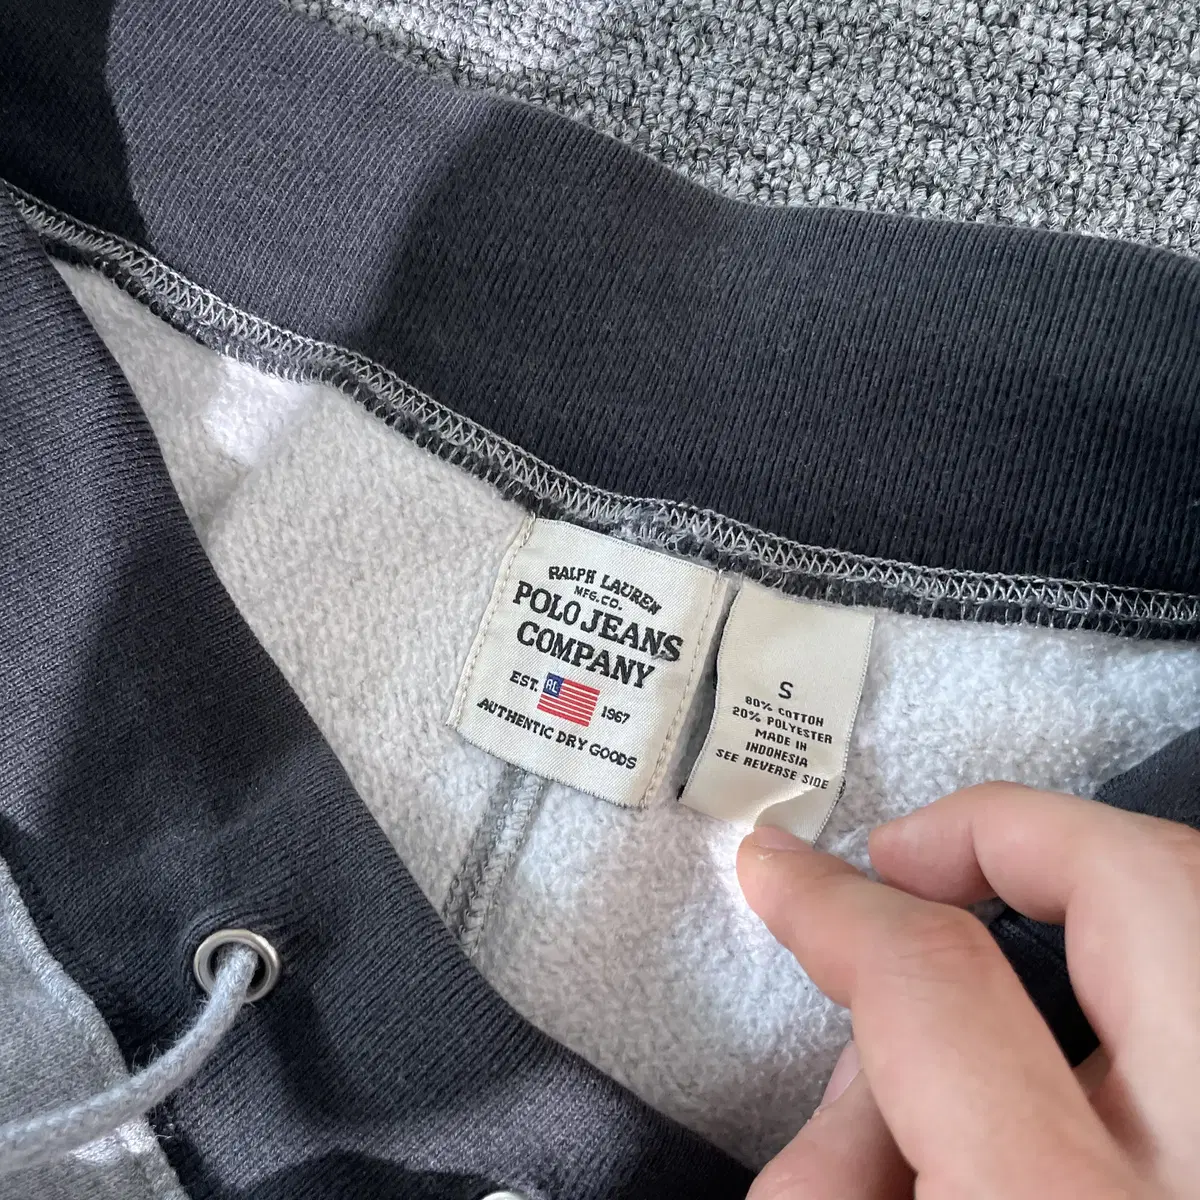 RALPH LAUREN
MFG.CO.
POLO JEANS
COMPANY
EST. RL 1967
AUTHENTIC DRY GOODS
S
80% COTTON
20% POLYESTER
MADE IN
INDONESIA
SEE REVERSE SIDE